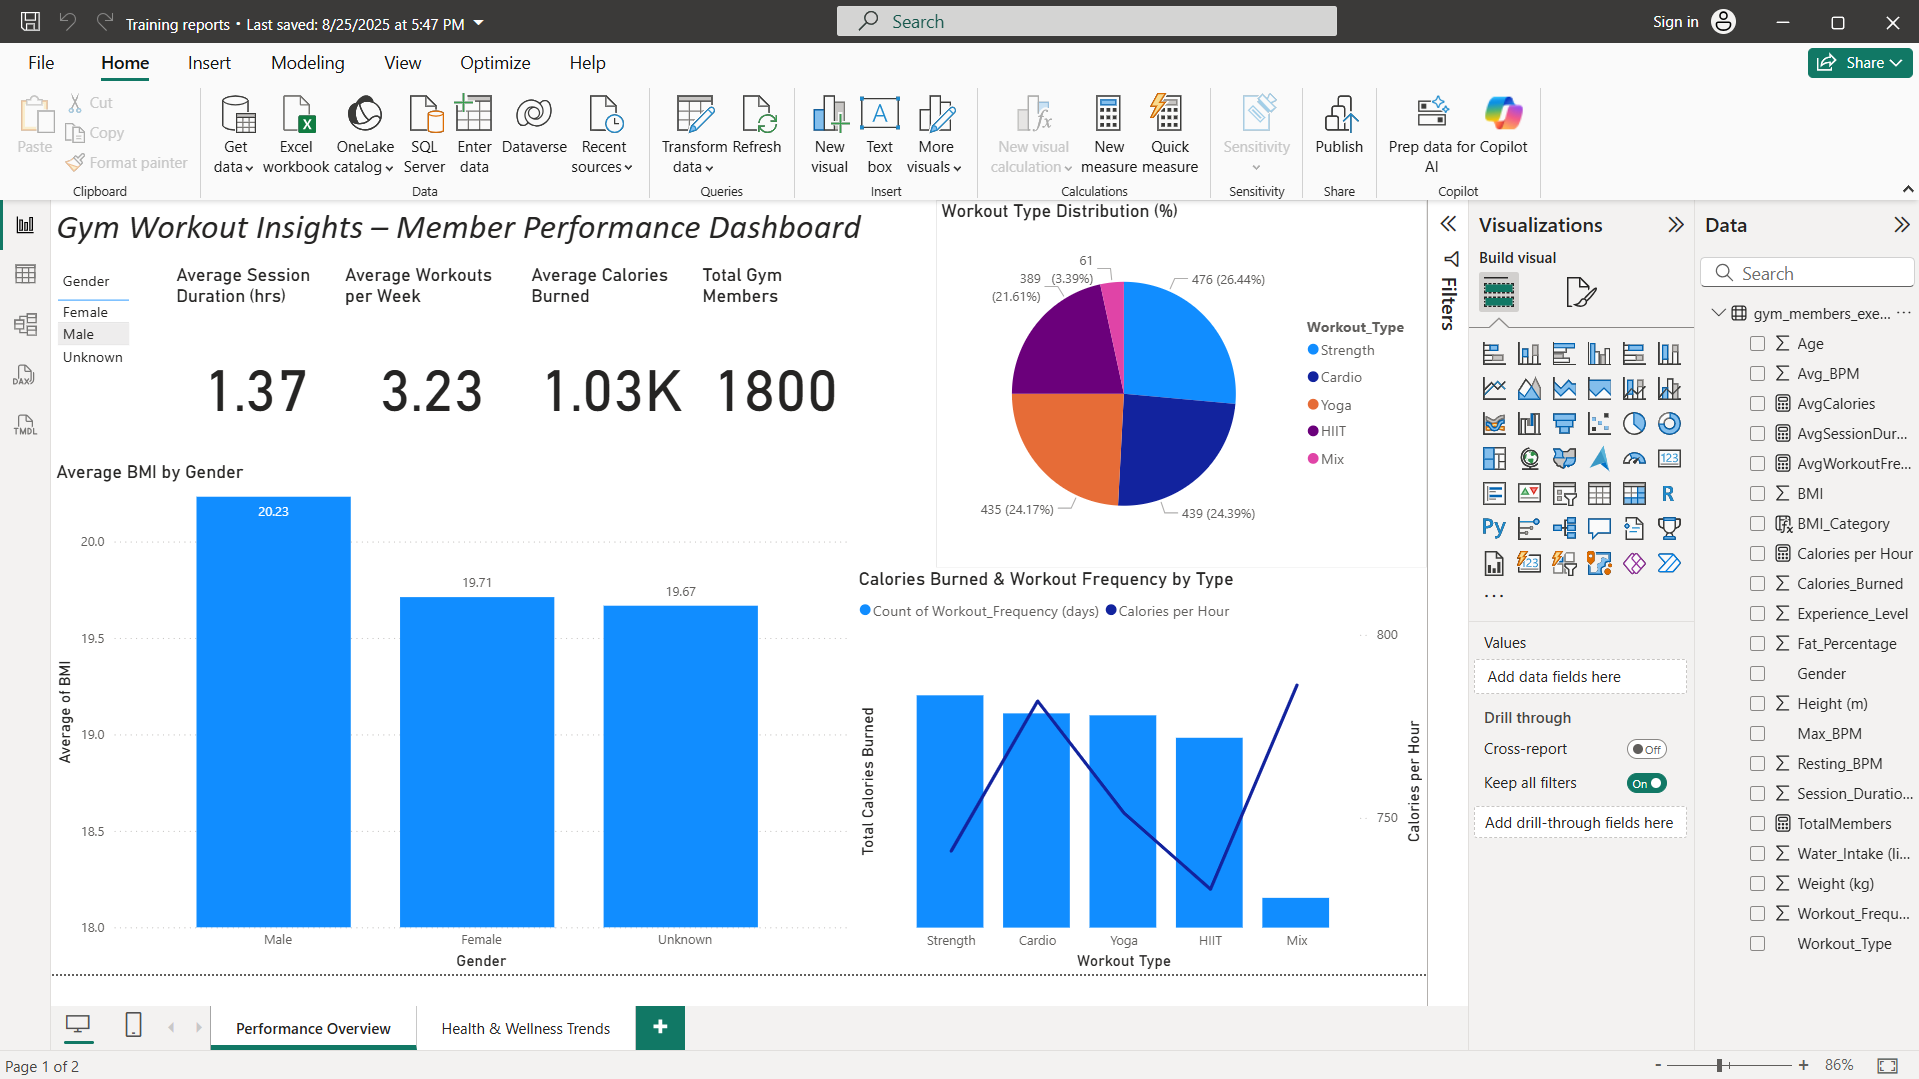 Training reports • Last saved: 8/25/2025 at 5:47 PM
Search
Sign in
File
Home
Insert
Modeling
View
Optimize
Help
Share
Paste
Cut
Copy
Format painter
Clipboard
Get data
Excel workbook
OneLake catalog
SQL Server
Enter data
Dataverse
Recent sources
Data
Transform data
Refresh
Queries
New visual
Text box
More visuals
Insert
New visual calculation
New measure
Quick measure
Calculations
Sensitivity
Sensitivity
Publish
Share
Prep data for AI
Copilot
Copilot
DAX
TMDL
Gym Workout Insights – Member Performance Dashboard
Gender
Female
Male
Unknown
Average Session
Duration (hrs)
1.37
Average Workouts
per Week
3.23
Average Calories
Burned
1.03K
Total Gym
Members
1800
Workout Type Distribution (%)
61
(3.39%)
389
(21.61%)
476 (26.44%)
435 (24.17%)
439 (24.39%)
Workout_Type
Strength
Cardio
Yoga
HIIT
Mix
Average BMI by Gender
Average of BMI
20.0
19.5
19.0
18.5
18.0
20.23
19.71
19.67
Male
Female
Unknown
Gender
Calories Burned & Workout Frequency by Type
Count of Workout_Frequency (days)
Calories per Hour
Total Calories Burned
800
750
Calories per Hour
Strength
Cardio
Yoga
HIIT
Mix
Workout Type
Filters
Visualizations
Build visual
123
R
Py
123
...
Values
Add data fields here
Drill through
Cross-report
Off
Keep all filters
On
Add drill-through fields here
Data
Search
gym_members_exe...
Age
Avg_BPM
AvgCalories
AvgSessionDur...
AvgWorkoutFre...
BMI
BMI_Category
Calories per Hour
Calories_Burned
Experience_Level
Fat_Percentage
Gender
Height (m)
Max_BPM
Resting_BPM
Session_Duratio...
TotalMembers
Water_Intake (li...
Weight (kg)
Workout_Frequ...
Workout_Type
Performance Overview
Health & Wellness Trends
+
Page 1 of 2
- + 86%